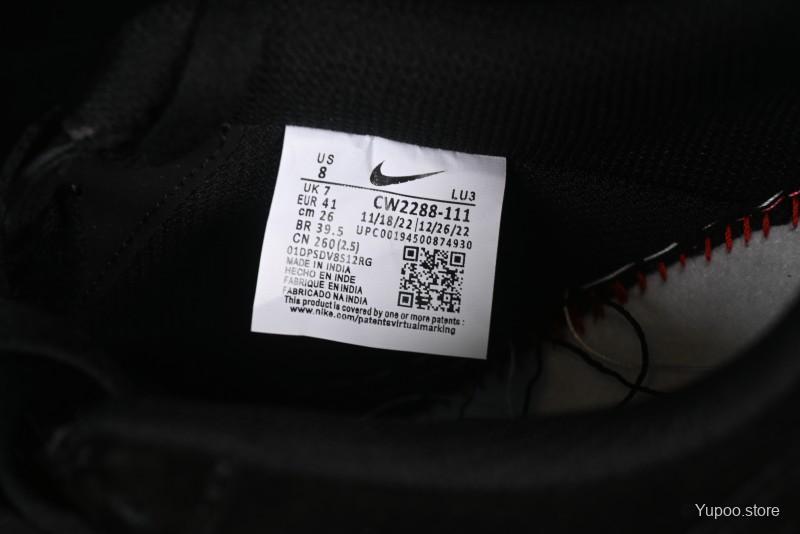 US
8
UK 7
LU3
EUR 41
CW2288-111
cm 26
11/18/22 | 12/26/22
BR 39.5
UPC00194500874930
CN 260(2.5)
01DPSDV8S12RG
MADE IN INDIA
HECHO EN INDE
FABRIQUE EN INDIA
FABRICADO NA INDIA
This product is covered by one or more patents :
www.nike.com/patentsvirtualmarking
Yupoo.store